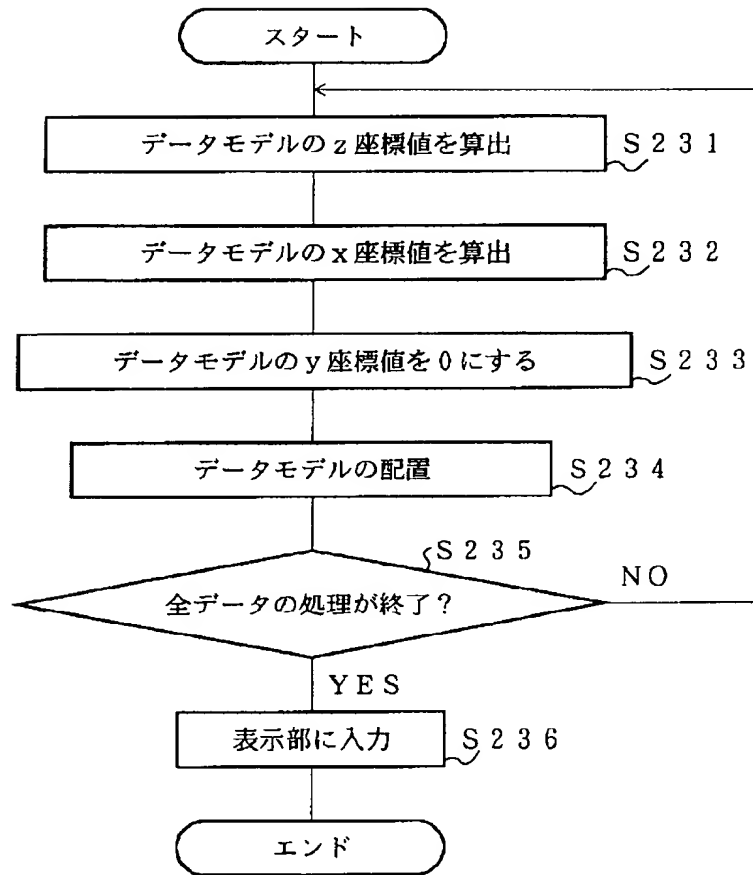 スタート
データモデルのz座標値を算出
S231
データモデルのx座標値を算出
S232
データモデルのy座標値を0にする
S233
データモデルの配置
S234
S235
全データの処理が終了?
NO
YES
表示部に入力
S236
エンド